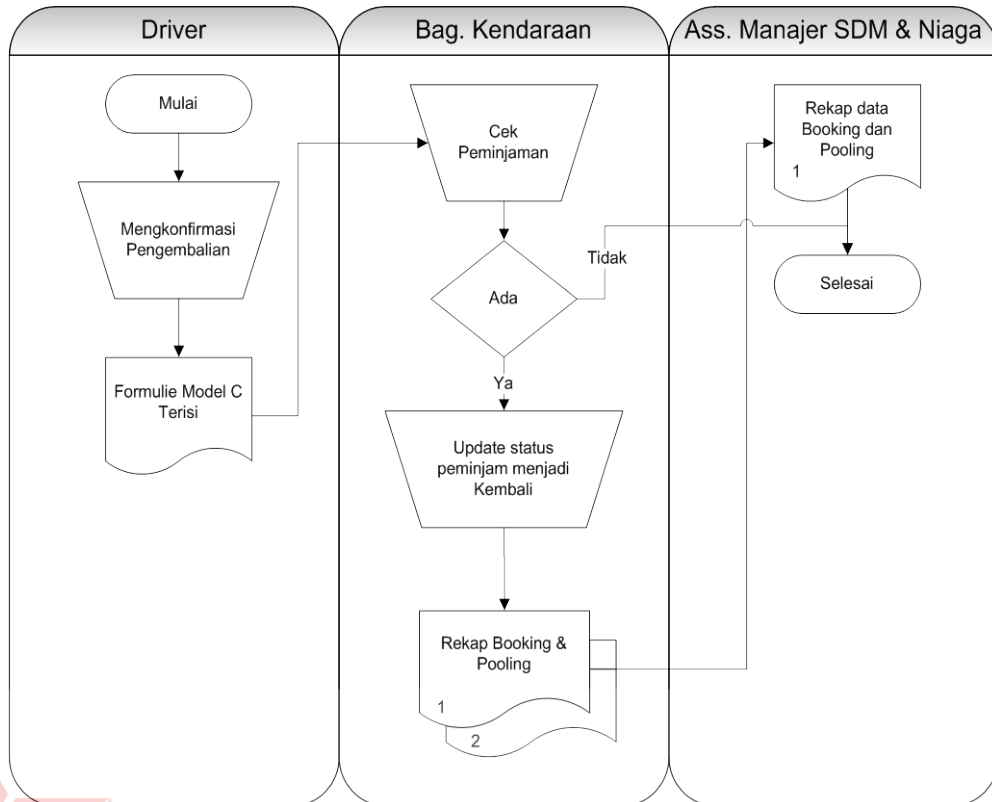 Driver
Bag. Kendaraan
Ass. Manajer SDM & Niaga
Mulai
Mengkonfirmasi
Pengembalian
Formulie Model C
Terisi
Cek
Peminjaman
Ada
Tidak
Ya
Update status
peminjam menjadi
Kembali
Rekap Booking &
Pooling
1
2
Rekap data
Booking dan
Pooling
1
Selesai